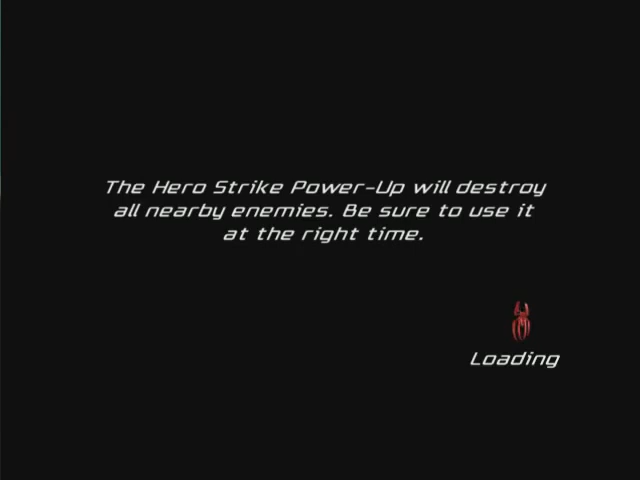 The Hero Strike Power-Up will destroy
all nearby enemies. Be sure to use it
at the right time.
Loading